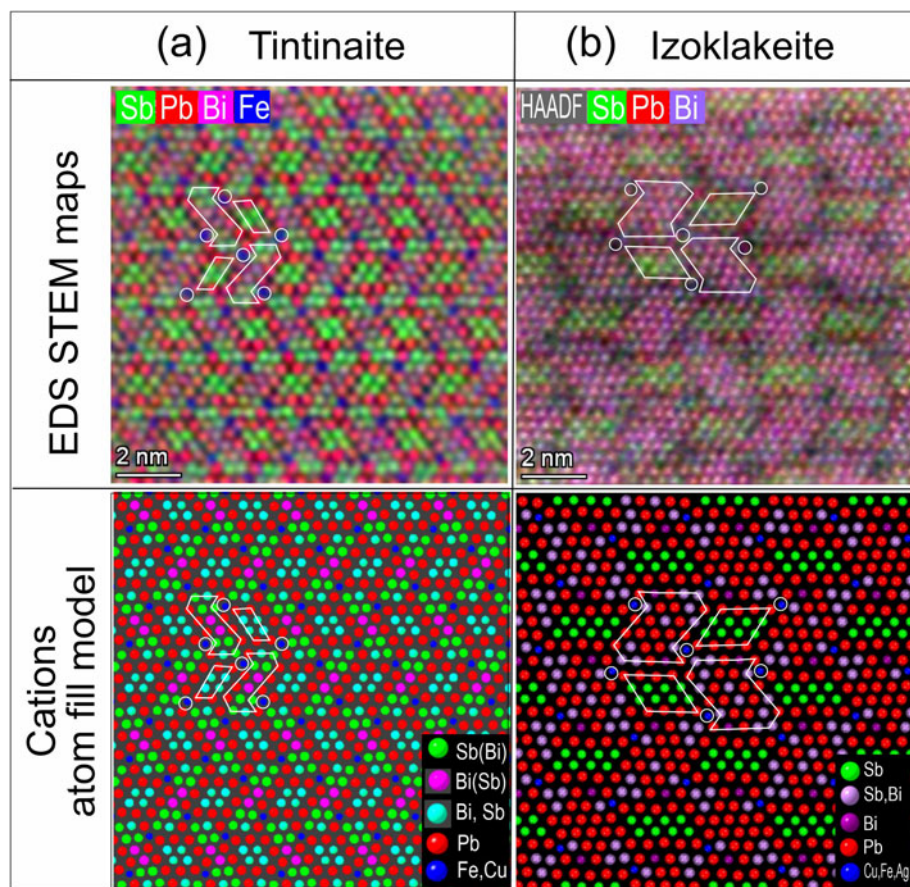 (a) Tintinaite
(b) Izoklakeite
EDS STEM maps
Sb Pb Bi Fe
2 nm
HAADF Sb Pb Bi
2 nm
Cations
atom fill model
Sb(Bi)
Bi(Sb)
Bi, Sb
Pb
Fe,Cu
Sb
Sb,Bi
Bi
Pb
Cu,Fe,Ag